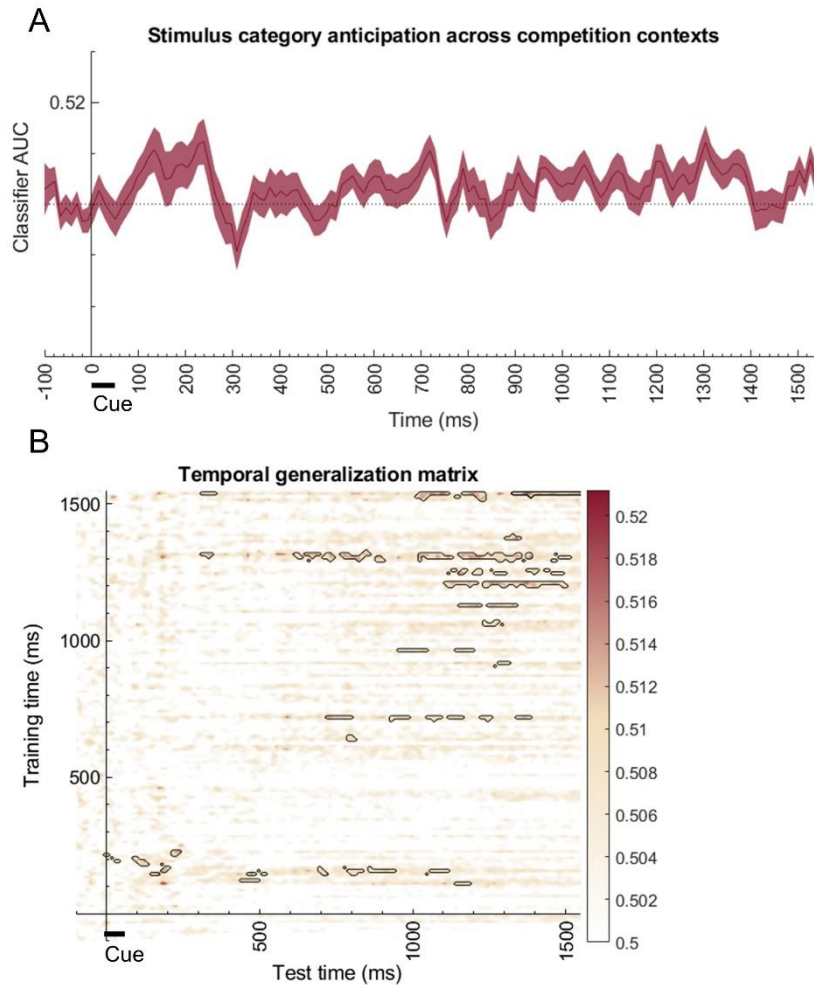 A
Stimulus category anticipation across competition contexts
0.52
Classifier AUC
-100 0 100 200 300 400 500 600 700 800 900 1000 1100 1200 1300 1400 1500
Cue
Time (ms)
B
Temporal generalization matrix
1500
1000
500
Training time (ms)
500 1000 1500
Cue
Test time (ms)
0.52
0.518
0.516
0.514
0.512
0.51
0.508
0.506
0.504
0.502
0.5